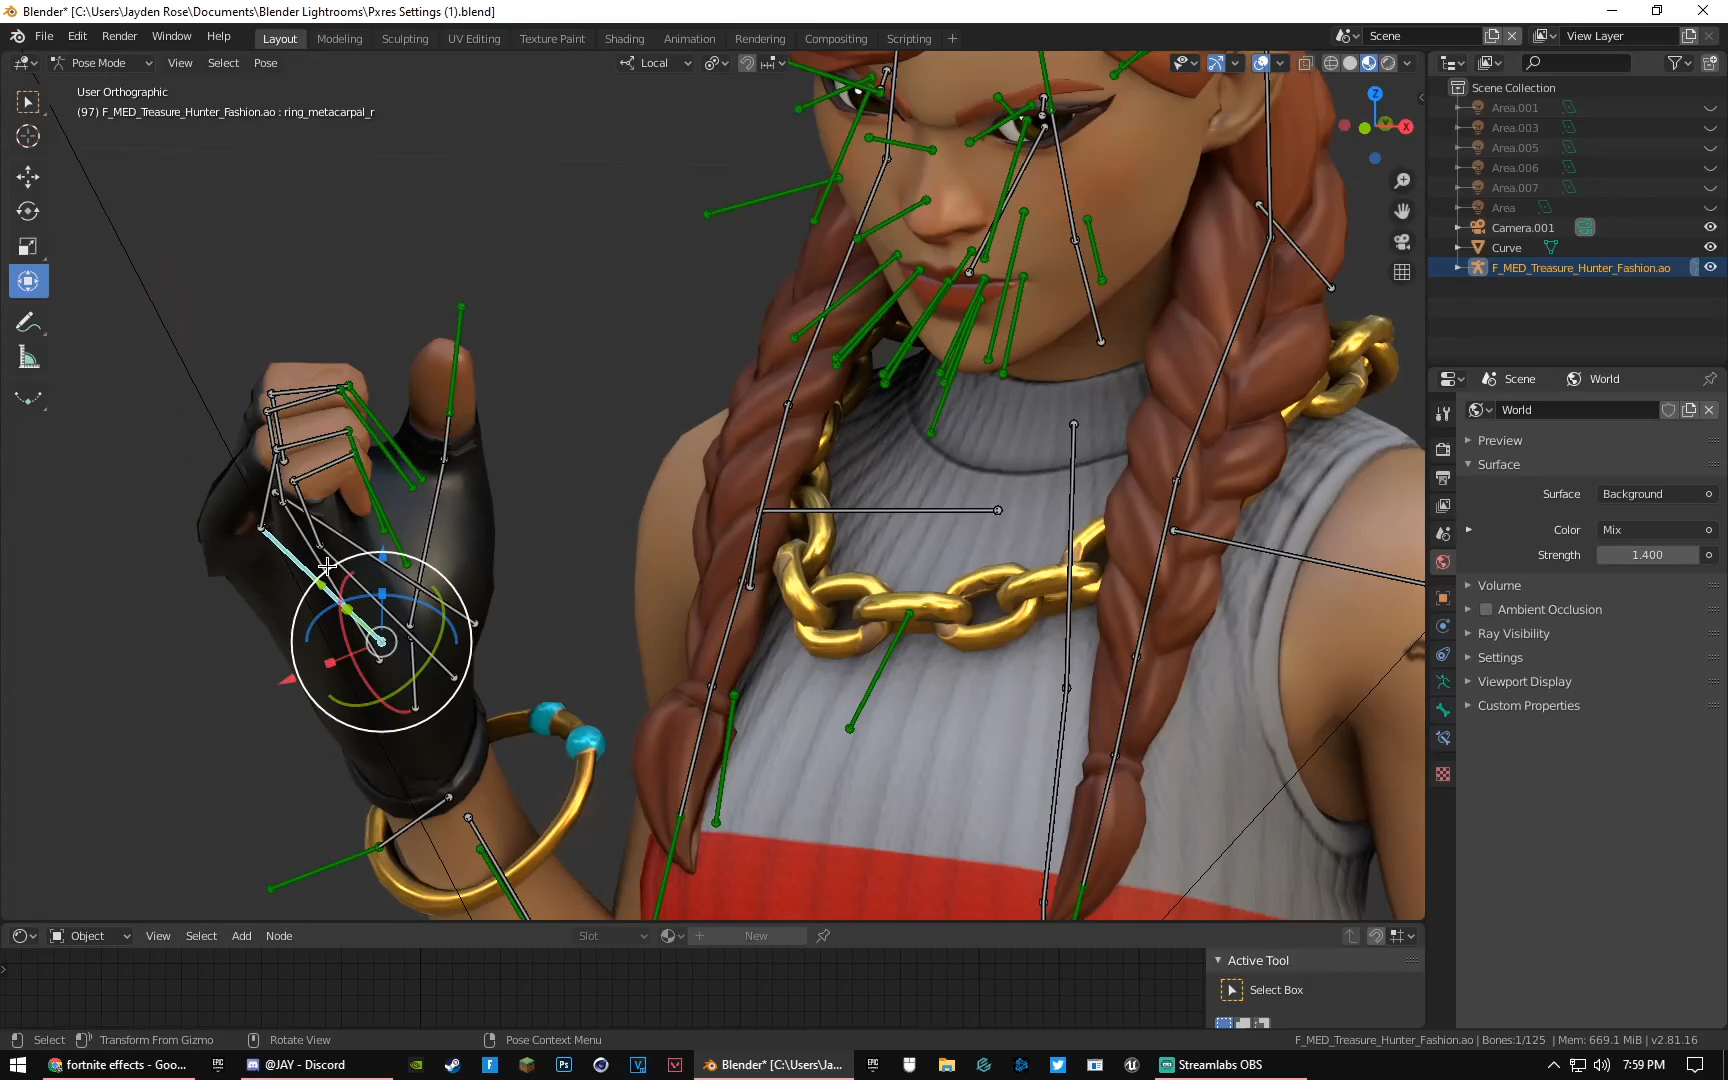 Blender* [C:\Users\Jayden Rose\Documents\Blender Lightrooms\Pxres Settings (1).blend]
File Edit Render Window Help Layout Modeling Sculpting UV Editing Texture Paint Shading Animation Rendering Compositing Scripting Scene View Layer
Pose Mode View Select Pose Local
User Orthographic
(97) F_MED_Treasure_Hunter_Fashion.ao : ring_metacarpal_r
Z
Y
X
Scene Collection
Area.001
Area.003
Area.005
Area.006
Area.007
Area
Camera.001
Curve
F_MED_Treasure_Hunter_Fashion.ao
Scene World
World
Preview
Surface
Surface Background
Color Mix
Strength 1.400
Volume
Ambient Occlusion
Ray Visibility
Settings
Viewport Display
Custom Properties
Object View Select Add Node Slot New
Active Tool
Select Box
Select Transform From Gizmo Rotate View Pose Context Menu F_MED_Treasure_Hunter_Fashion.ao | Bones:1/125 | Mem: 669.1 MiB | v2.81.16
fortnite effects - Goo... @JAY - Discord Blender* [C:\Users\Ja... Streamlabs OBS 7:59 PM